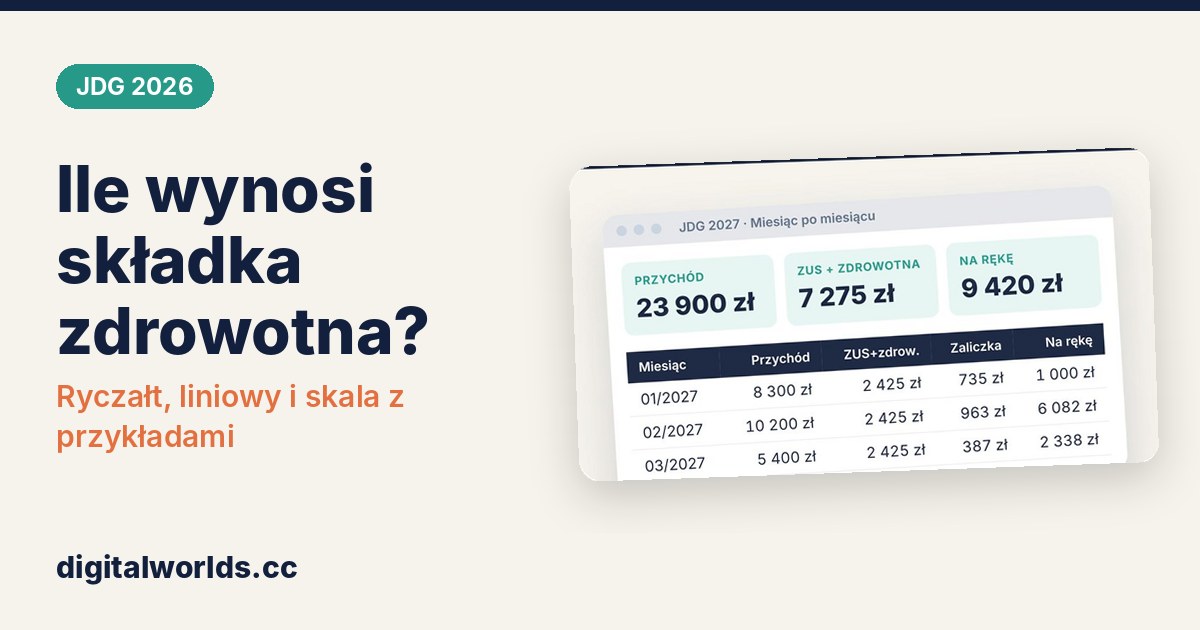 JDG 2026
Ile wynosi
składka
zdrowotna?
Ryczałt, liniowy i skala z
przykładami
digitalworlds.cc
JDG 2027 · Miesiąc po miesiącu
PRZYCHÓD
23 900 zł
ZUS + ZDROWOTNA
7 275 zł
NA RĘKĘ
9 420 zł
Miesiąc Przychód ZUS+zdrow. Zaliczka Na rękę
01/2027 8 300 zł 2 425 zł 735 zł 1 000 zł
02/2027 10 200 zł 2 425 zł 963 zł 6 082 zł
03/2027 5 400 zł 2 425 zł 387 zł 2 338 zł